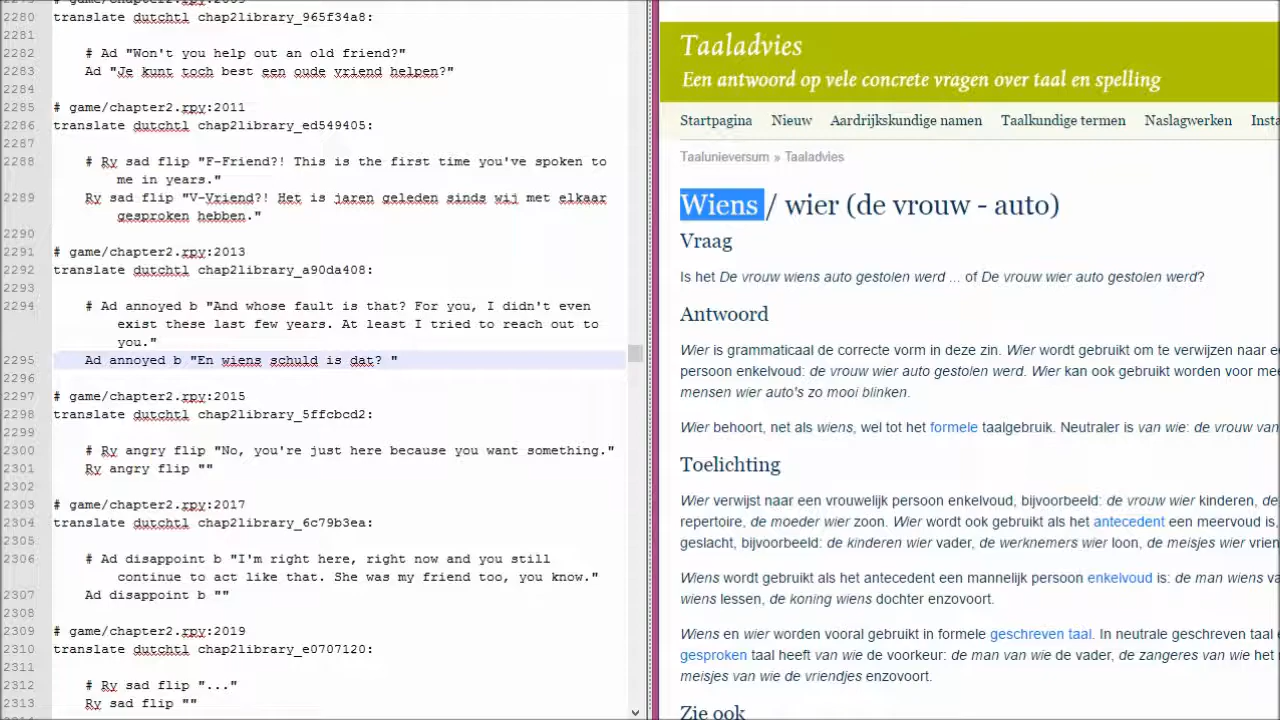 2280 translate dutchtl chap2library_965f34a8:
2281
2282 # Ad "Won't you help out an old friend?"
2283 Ad "Je kunt toch best een oude vriend helpen?"
2284
2285 # game/chapter2.rpy:2011
2286 translate dutchtl chap2library_ed549405:
2287
2288 # Ry sad flip "F-Friend?! This is the first time you've spoken to
me in years."
2289 Ry sad flip "V-Vriend?! Het is jaren geleden sinds wij met elkaar
gesproken hebben."
2290
2291 # game/chapter2.rpy:2013
2292 translate dutchtl chap2library_a90da408:
2293
2294 # Ad annoyed b "And whose fault is that? For you, I didn't even
exist these last few years. At least I tried to reach out to
you."
2295 Ad annoyed b "En wiens schuld is dat? "
2296
2297 # game/chapter2.rpy:2015
2298 translate dutchtl chap2library_5ffcbcd2:
2299
2300 # Ry angry flip "No, you're just here because you want something."
2301 Ry angry flip ""
2302
2303 # game/chapter2.rpy:2017
2304 translate dutchtl chap2library_6c79b3ea:
2305
2306 # Ad disappoint b "I'm right here, right now and you still
continue to act like that. She was my friend too, you know."
2307 Ad disappoint b ""
2308
2309 # game/chapter2.rpy:2019
2310 translate dutchtl chap2library_e0707120:
2311
2312 # Ry sad flip "..."
2313 Ry sad flip ""
Taaladvies
Een antwoord op vele concrete vragen over taal en spelling
Startpagina Nieuw Aardrijkskundige namen Taalkundige termen Naslagwerken Insta
Taalunieversum » Taaladvies
Wiens / wier (de vrouw - auto)
Vraag
Is het De vrouw wiens auto gestolen werd ... of De vrouw wier auto gestolen werd?
Antwoord
Wier is grammaticaal de correcte vorm in deze zin. Wier wordt gebruikt om te verwijzen naar e
persoon enkelvoud: de vrouw wier auto gestolen werd. Wier kan ook gebruikt worden voor mee
mensen wier auto's zo mooi blinken.
Wier behoort, net als wiens, wel tot het formele taalgebruik. Neutraler is van wie: de vrouw van
Toelichting
Wier verwijst naar een vrouwelijk persoon enkelvoud, bijvoorbeeld: de vrouw wier kinderen, de
repertoire, de moeder wier zoon. Wier wordt ook gebruikt als het antecedent een meervoud is,
geslacht, bijvoorbeeld: de kinderen wier vader, de werknemers wier loon, de meisjes wier vrien
Wiens wordt gebruikt als het antecedent een mannelijk persoon enkelvoud is: de man wiens va
wiens lessen, de koning wiens dochter enzovoort.
Wiens en wier worden vooral gebruikt in formele geschreven taal. In neutrale geschreven taal
gesproken taal heeft van wie de voorkeur: de man van wie de vader, de zangeres van wie het
meisjes van wie de vriendjes enzovoort.
Zie ook